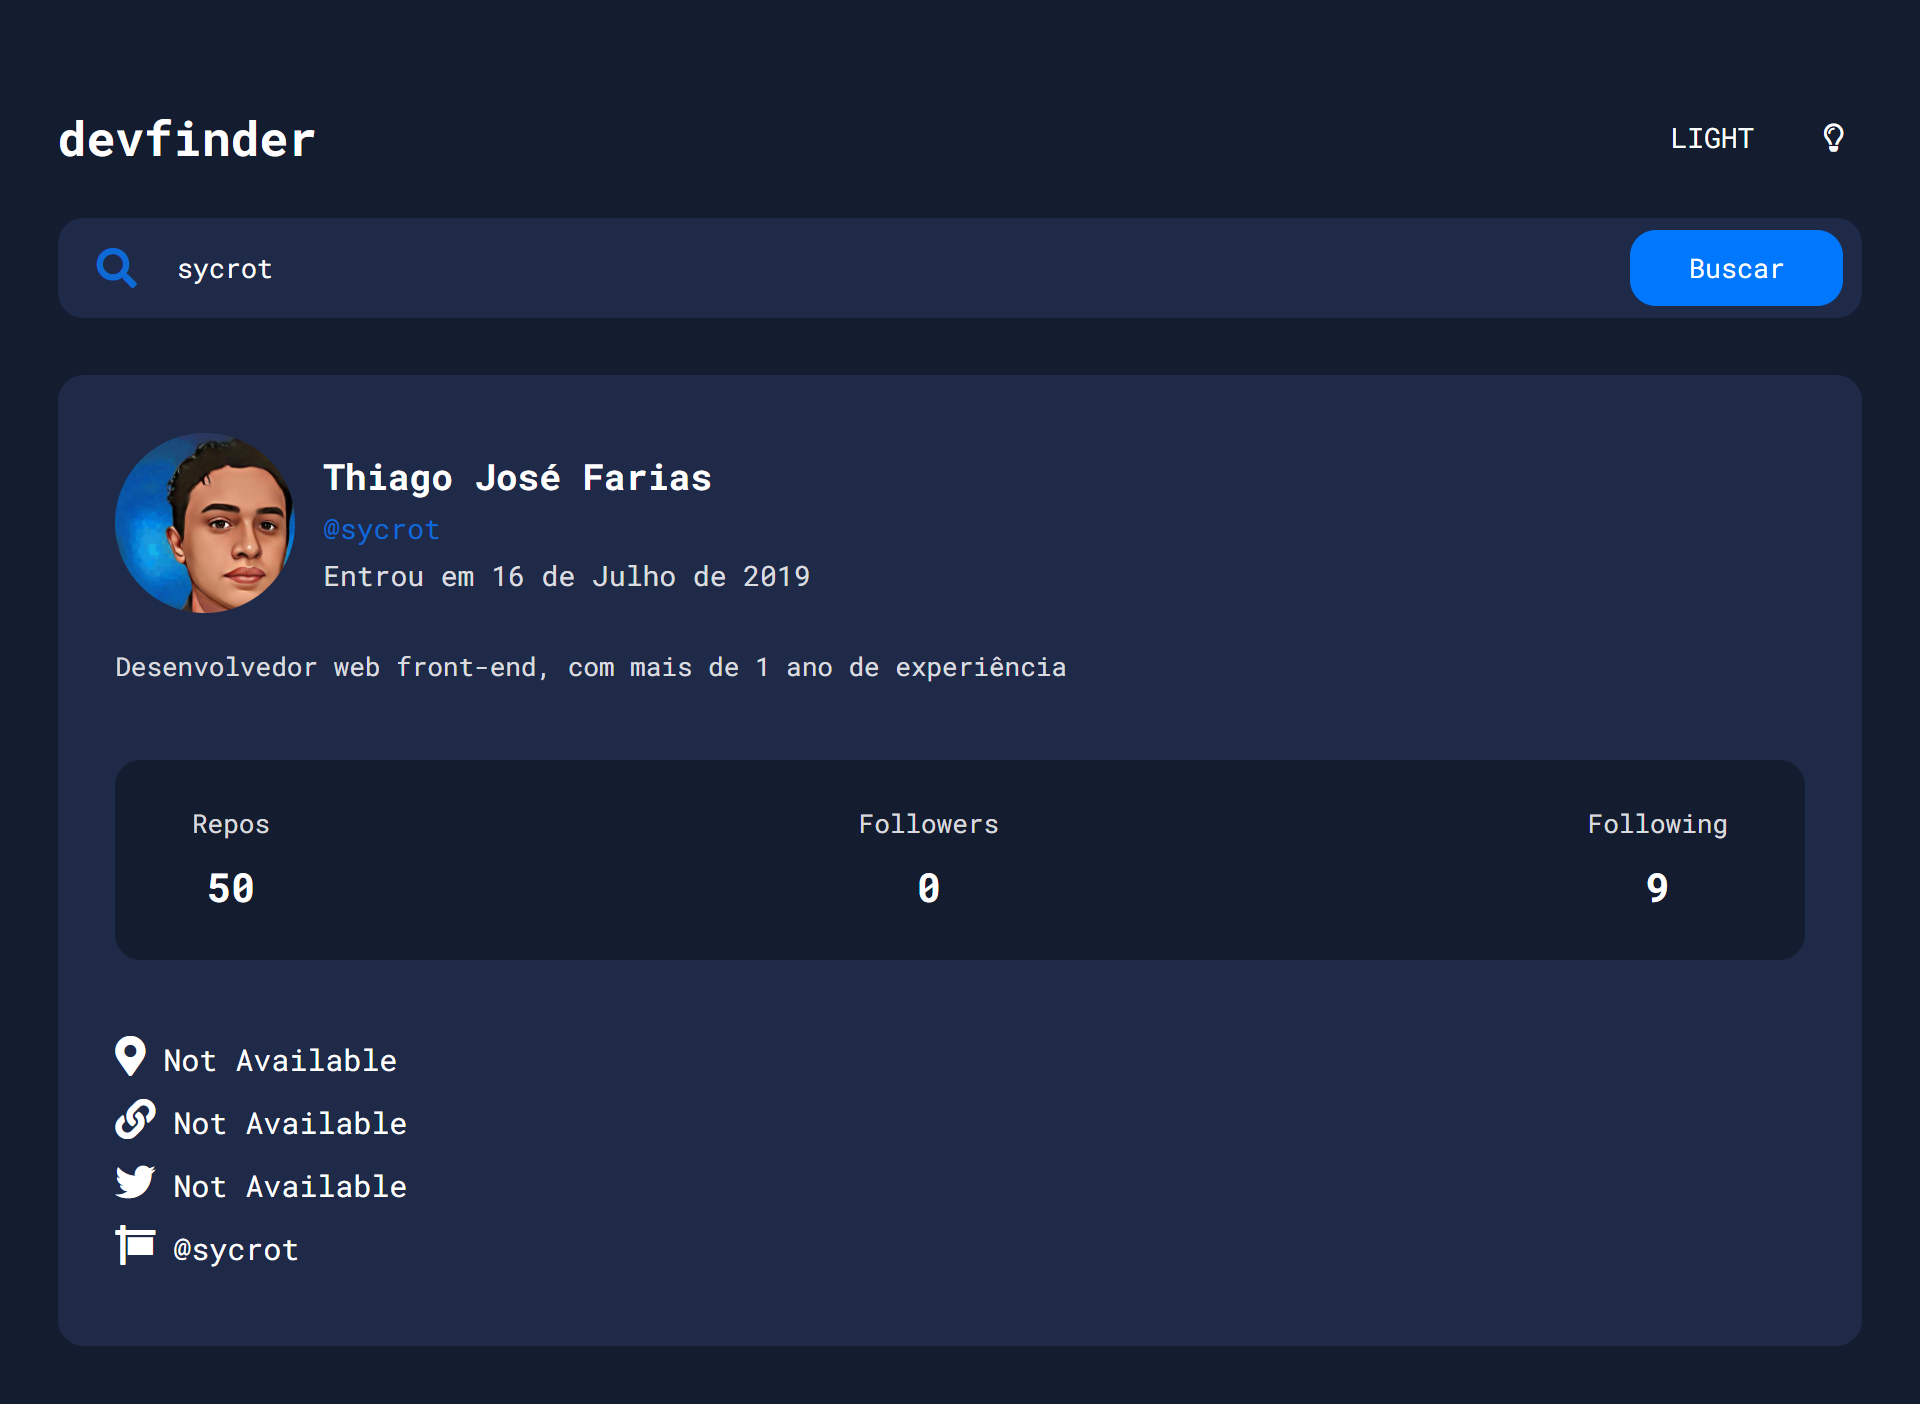 devfinder
LIGHT
sycrot
Buscar
Thiago José Farias
@sycrot
Entrou em 16 de Julho de 2019
Desenvolvedor web front-end, com mais de 1 ano de experiência
Repos
50
Followers
0
Following
9
Not Available
Not Available
Not Available
@sycrot